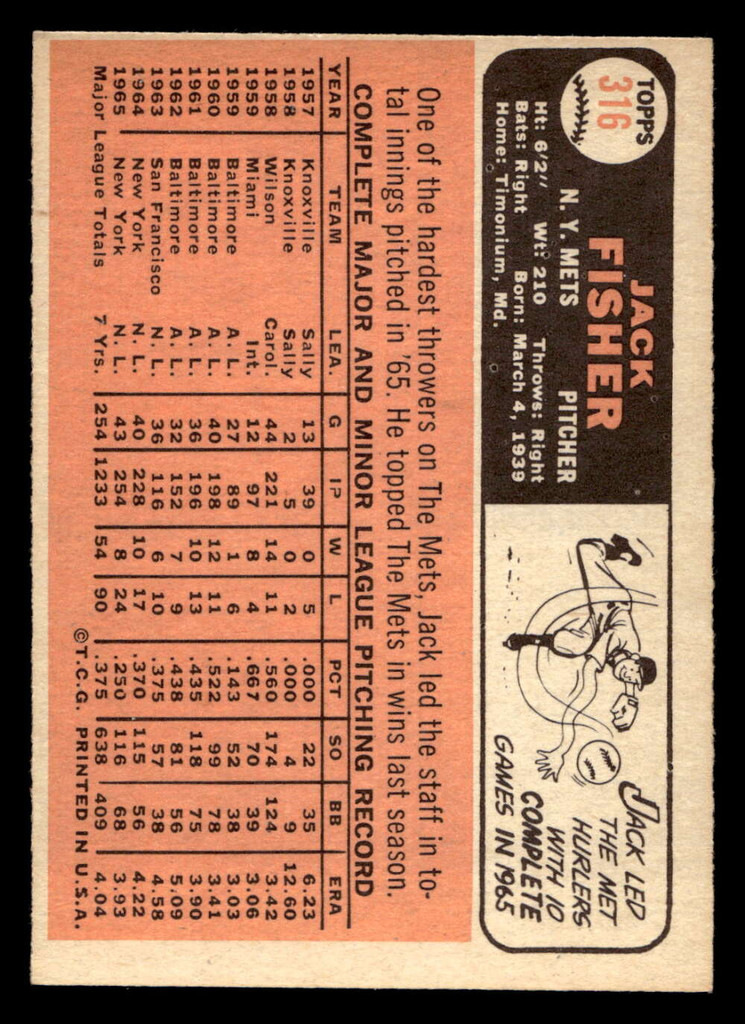 TOPPS
316
JACK
FISHER
N. Y. METS PITCHER
Ht: 6/2" Wt: 210 Throws: Right
Bats: Right Born: March 4, 1939
Home: Timonium, Md.
JACK LED
THE MET
HURLERS
WITH 10
COMPLETE
GAMES IN 1965
One of the hardest throwers on The Mets, Jack led the staff in to-
tal innings pitched in '65. He topped The Mets in wins last season.
COMPLETE MAJOR AND MINOR LEAGUE PITCHING RECORD
YEAR TEAM LEA. G IP W L PCT SO BB ERA
1957 Knoxville Sally 13 39 0 5 .000 22 35 6.23
1958 Knoxville Sally 2 5 0 2 .000 4 9 12.60
1958 Wilson Carol. 44 221 14 11 .560 174 124 3.42
1959 Miami Int. 12 97 8 4 .667 70 39 3.06
1959 Baltimore A. L. 27 89 1 6 .143 52 38 3.03
1960 Baltimore A. L. 40 198 12 11 .522 99 78 3.41
1961 Baltimore A. L. 36 196 10 13 .435 118 75 3.90
1962 Baltimore A. L. 32 152 7 9 .438 81 56 5.09
1963 San Francisco N. L. 36 116 6 10 .375 57 38 4.58
1964 New York N. L. 40 228 10 17 .370 115 56 4.22
1965 New York N. L. 43 254 8 24 .250 116 68 3.93
Major League Totals 7 Yrs. 254 1233 54 90 .375 638 409 4.04
©T.C.G. PRINTED IN U.S.A.